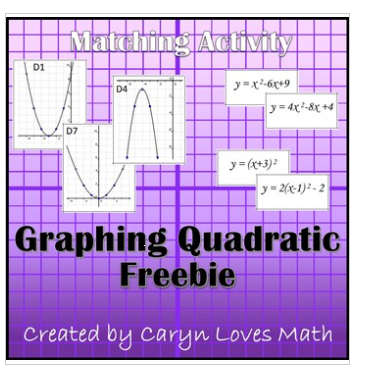 Matching Activity
D1
D4
D7
y = x²-6x+9
y = 4x²-8x+4
y = (x+3)²
y = 2(x-1)² - 2
Graphing Quadratic
Freebie
Created by Caryn Loves Math